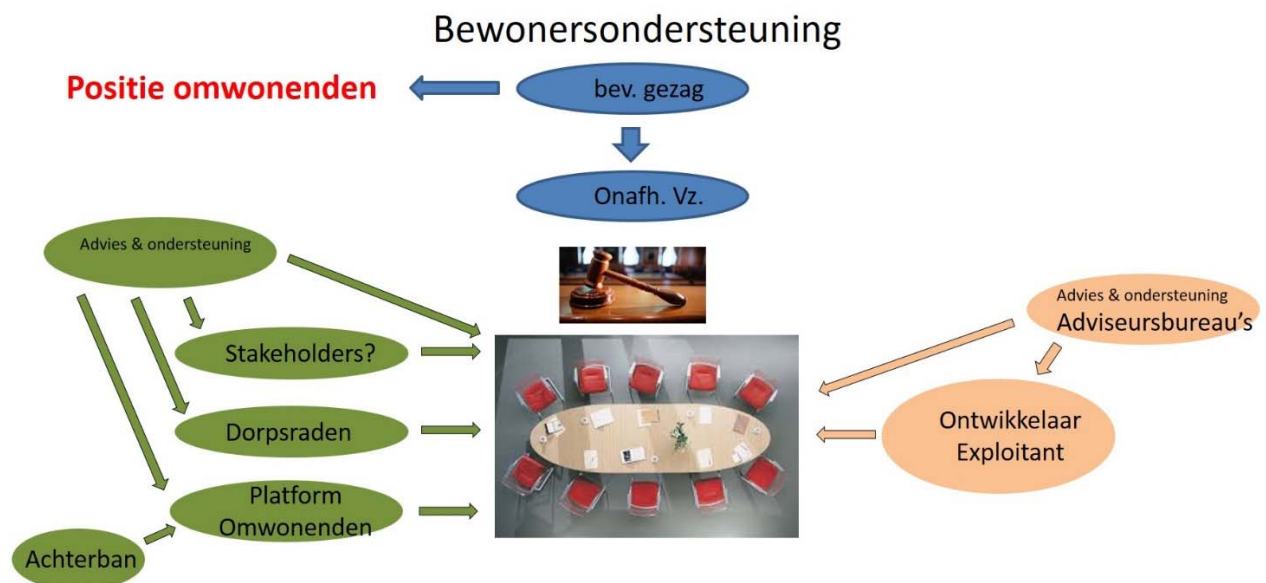 Bewonersondersteuning
Positie omwonenden
bev. gezag
Onafh. Vz.
Advies & ondersteuning
Stakeholders?
Dorpsraden
Platform
Omwonenden
Achterban
Advies & ondersteuning
Adviseursbureau's
Ontwikkelaar
Exploitant